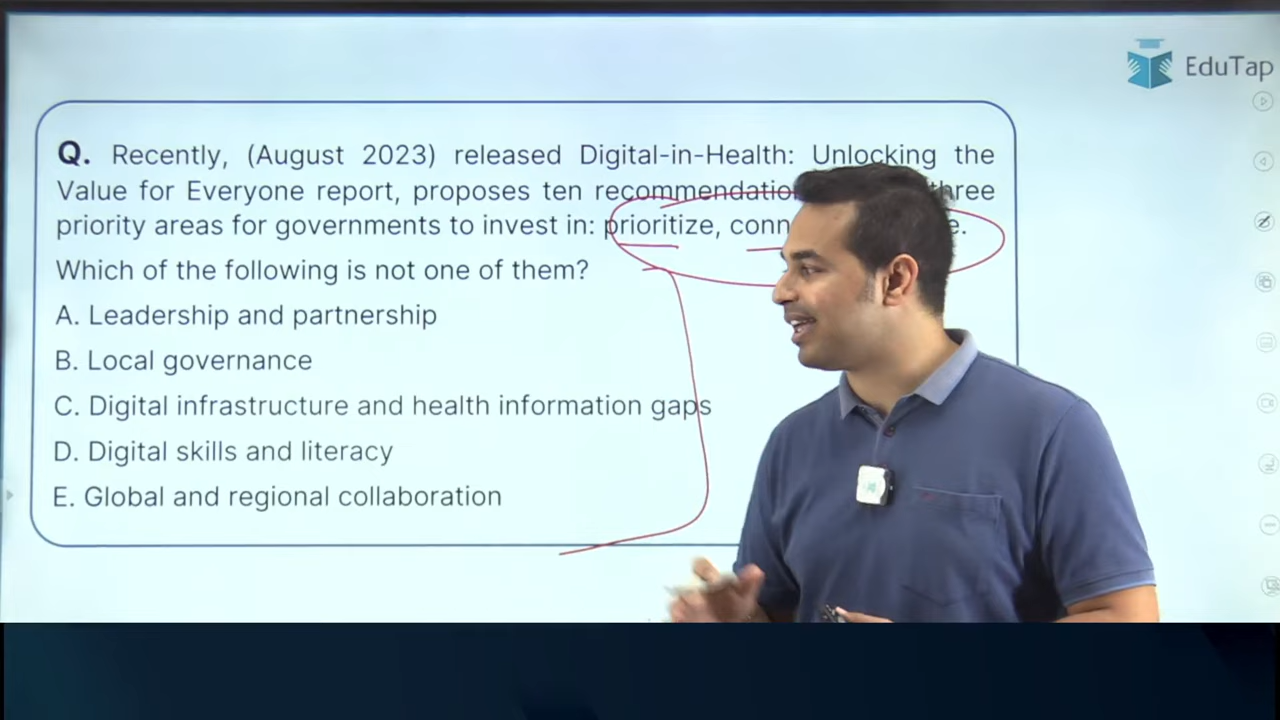 EduTap
Q. Recently, (August 2023) released Digital-in-Health: Unlocking the
Value for Everyone report, proposes ten three
priority areas for governments to invest in: prioritize,
Which of the following is not one of them?
A. Leadership and partnership
B. Local governance
C. Digital infrastructure and health information gaps
D. Digital skills and literacy
E. Global and regional collaboration